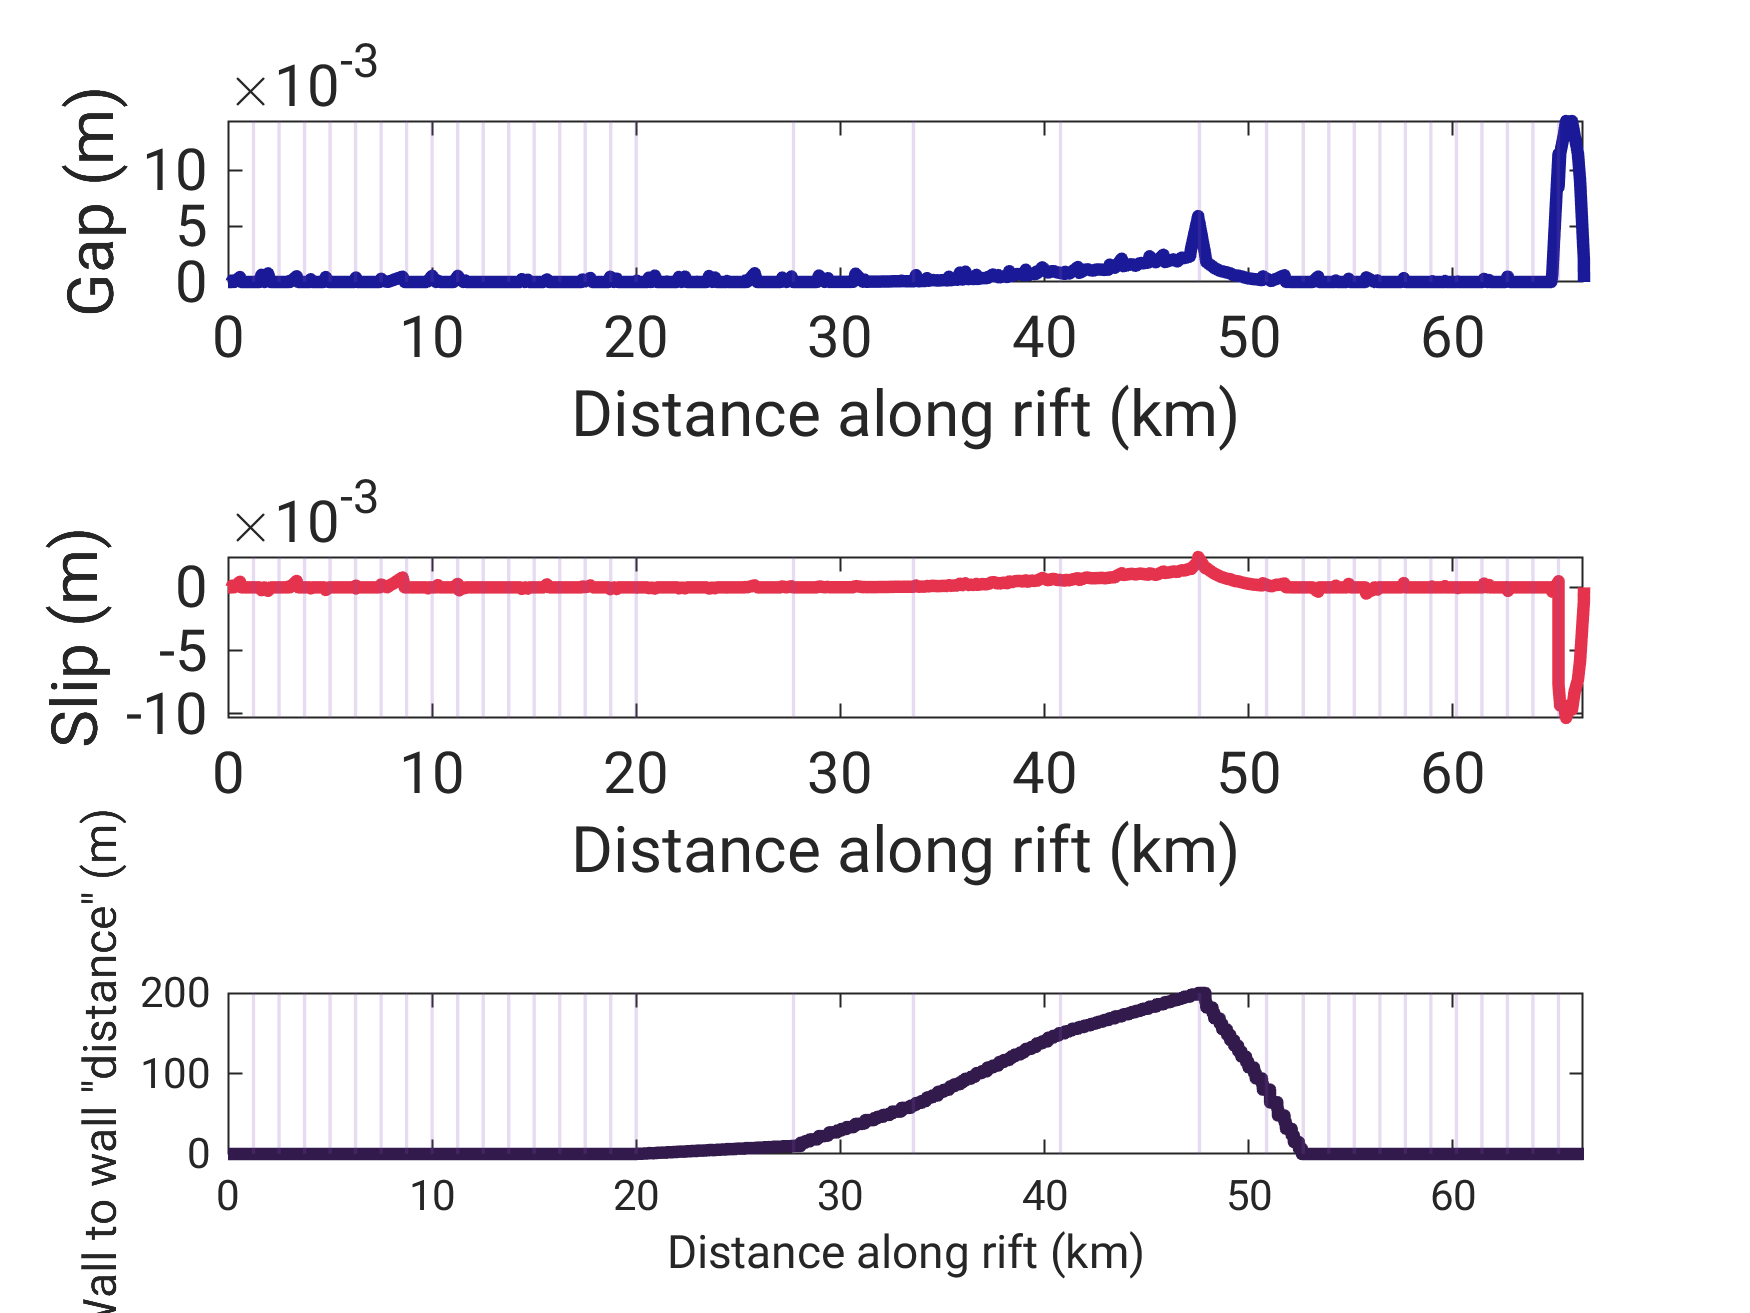 ×10-3
Gap (m)
10
5
0
0 10 20 30 40 50 60
Distance along rift (km)
×10-3
Slip (m)
0
-5
-10
0 10 20 30 40 50 60
Distance along rift (km)
Wall to wall "distance" (m)
200
100
0
0 10 20 30 40 50 60
Distance along rift (km)